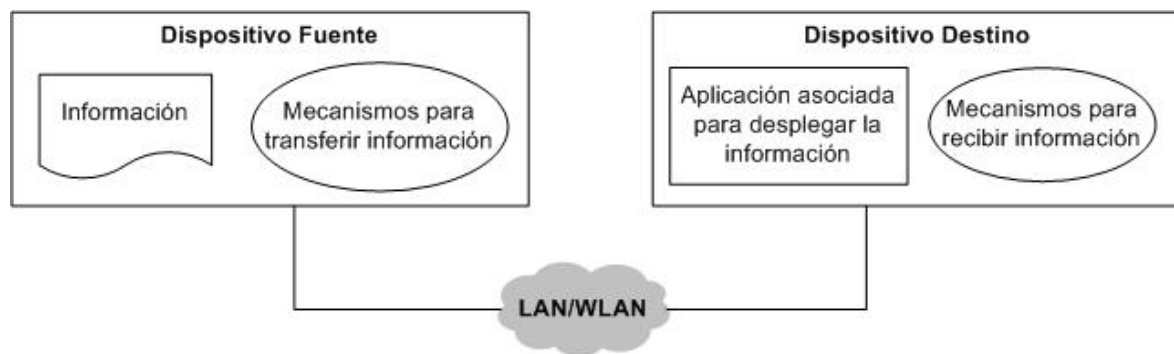 Dispositivo Fuente
Información
Mecanismos para
transferir información
Dispositivo Destino
Aplicación asociada
para desplegar la
información
Mecanismos para
recibir información
LAN/WLAN